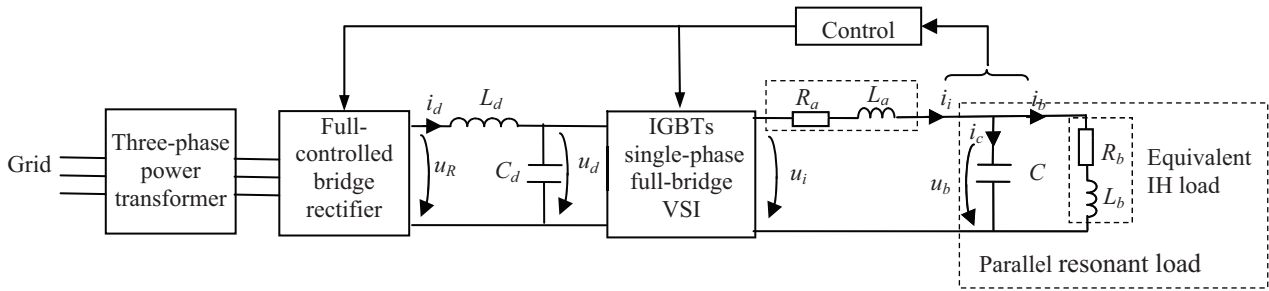 Control
Grid
Three-phase
power
transformer
Full-
controlled
bridge
rectifier
i_d
L_d
u_R
C_d
u_d
IGBTs
single-phase
full-bridge
VSI
u_i
R_a
L_a
i_i
i_b
i_c
u_b
C
R_b
L_b
Equivalent
IH load
Parallel resonant load